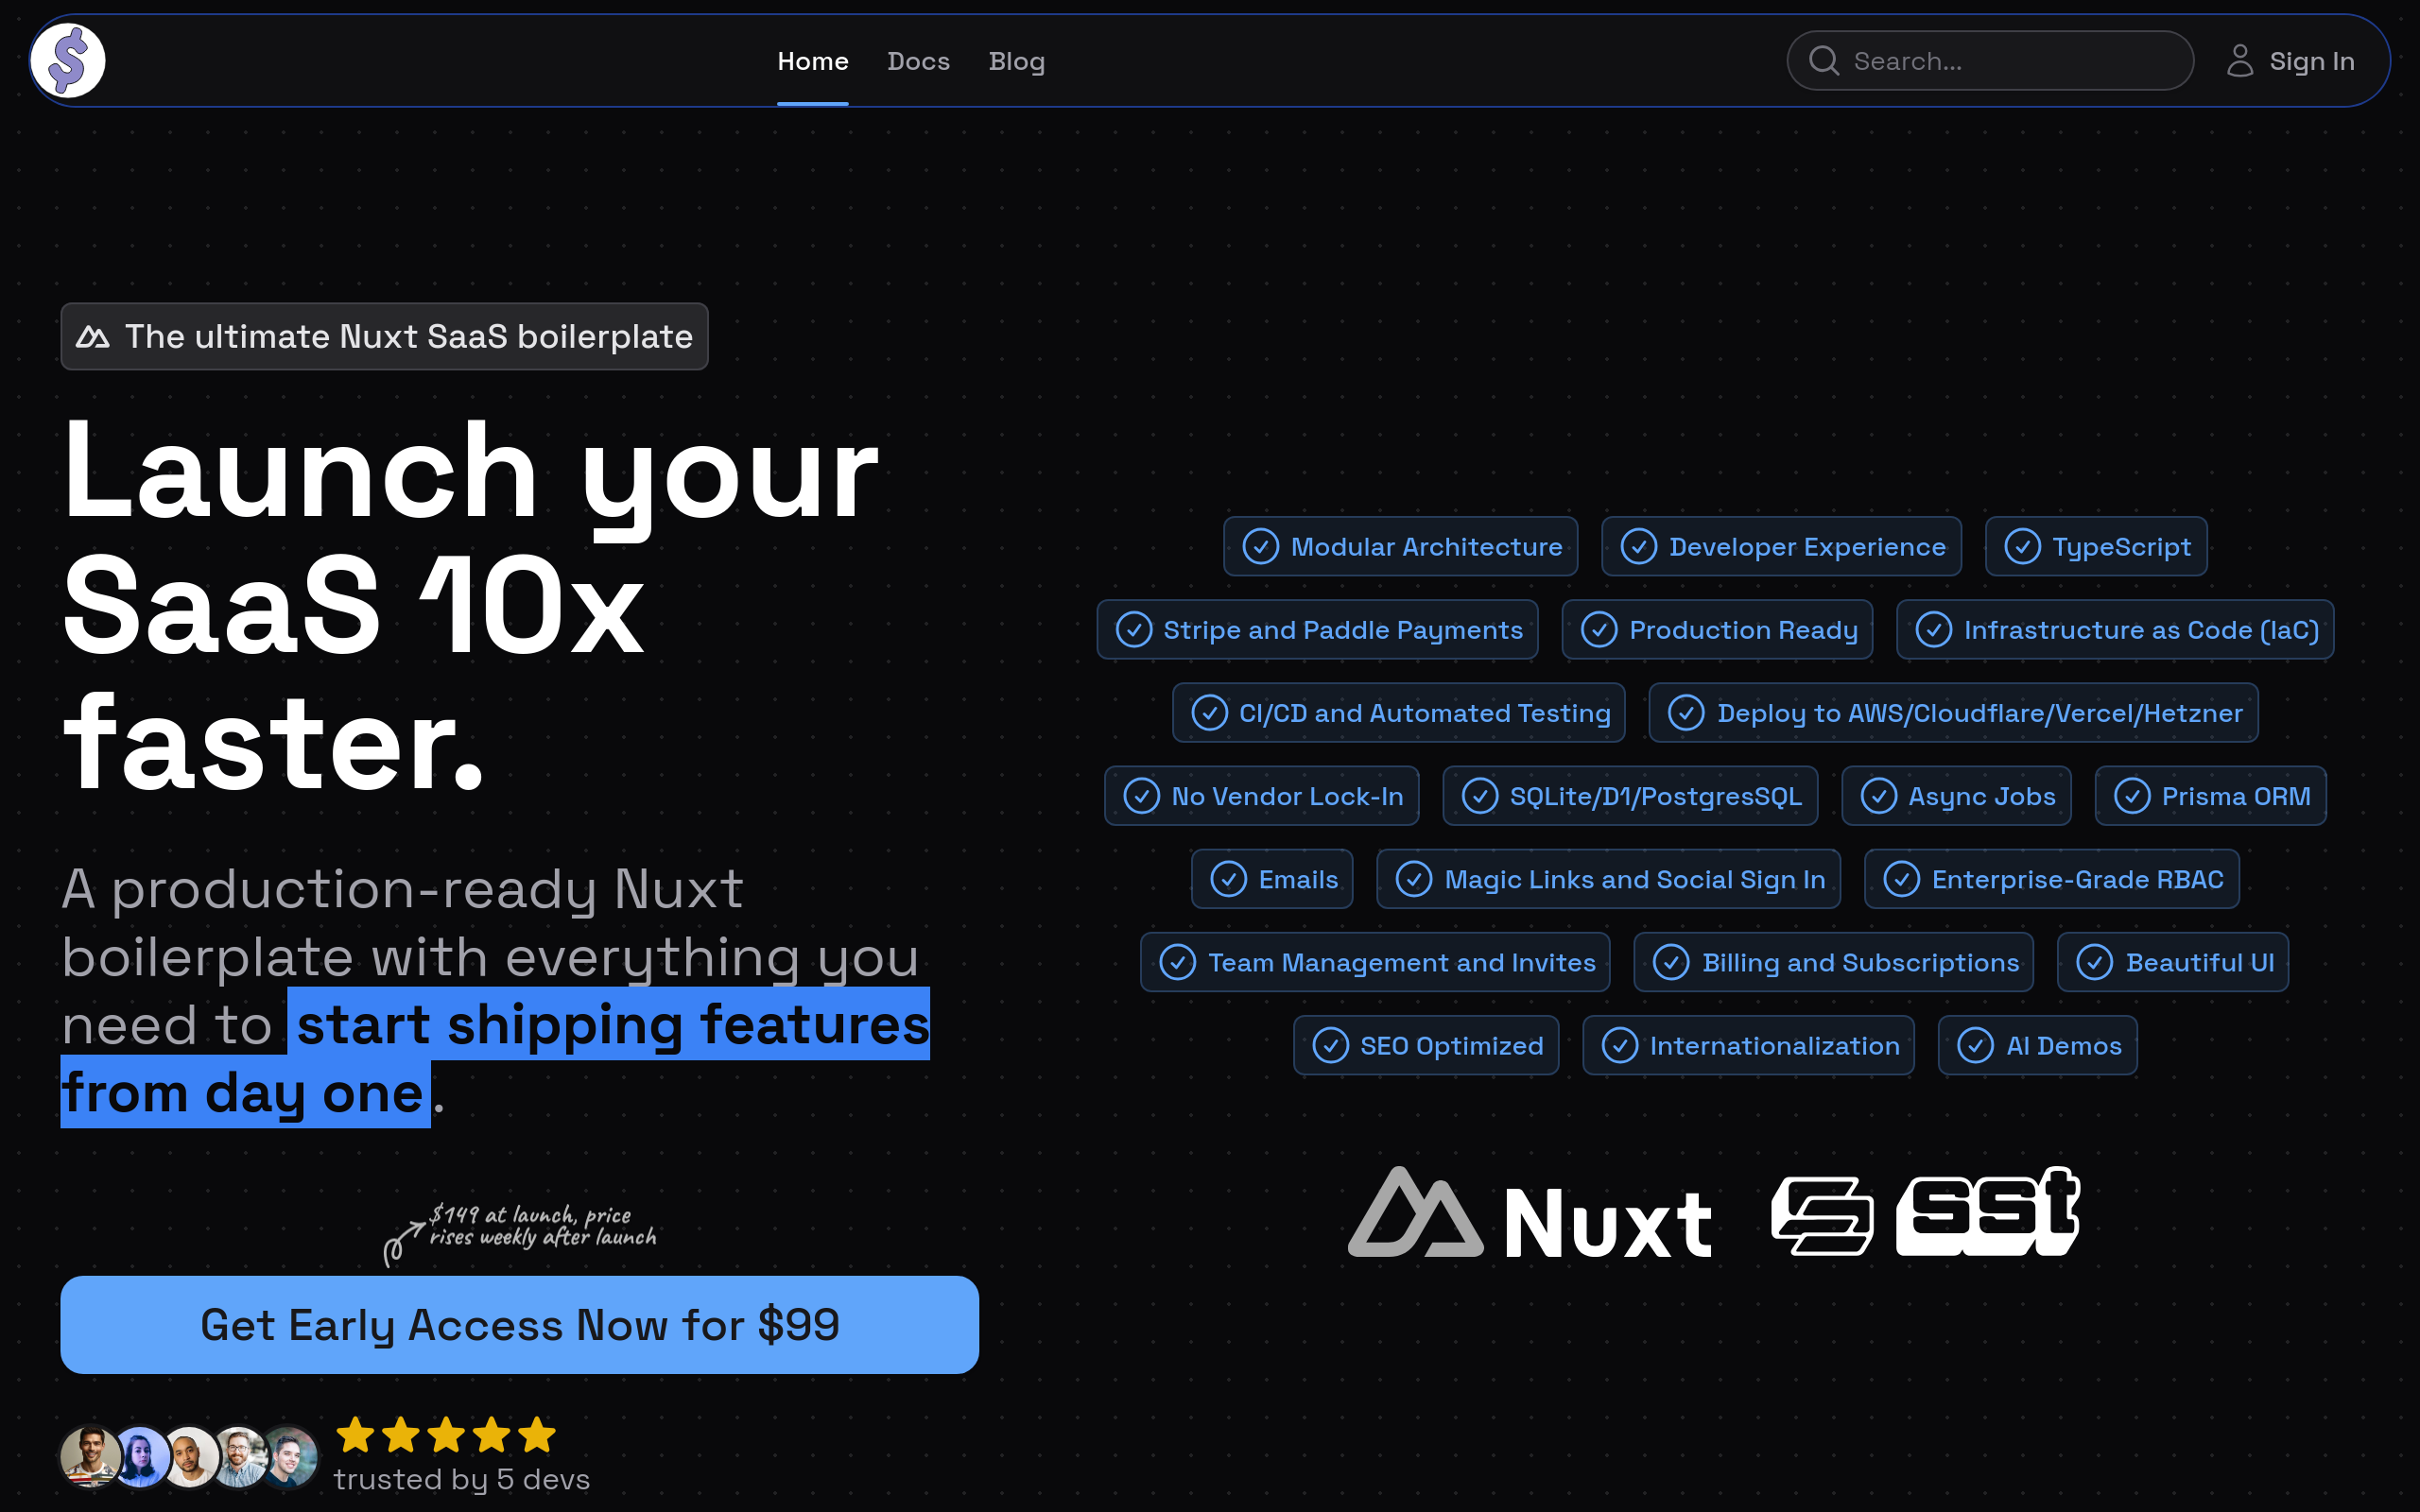 $
Home Docs Blog Search... Sign In
The ultimate Nuxt SaaS boilerplate
Launch your
SaaS 10x
faster.
A production-ready Nuxt
boilerplate with everything you
need to start shipping features
from day one.
$149 at launch, price
rises weekly after launch
Get Early Access Now for $99
trusted by 5 devs
Modular Architecture Developer Experience TypeScript
Stripe and Paddle Payments Production Ready Infrastructure as Code (IaC)
CI/CD and Automated Testing Deploy to AWS/Cloudflare/Vercel/Hetzner
No Vendor Lock-In SQLite/D1/PostgresSQL Async Jobs Prisma ORM
Emails Magic Links and Social Sign In Enterprise-Grade RBAC
Team Management and Invites Billing and Subscriptions Beautiful UI
SEO Optimized Internationalization AI Demos
Nuxt sst